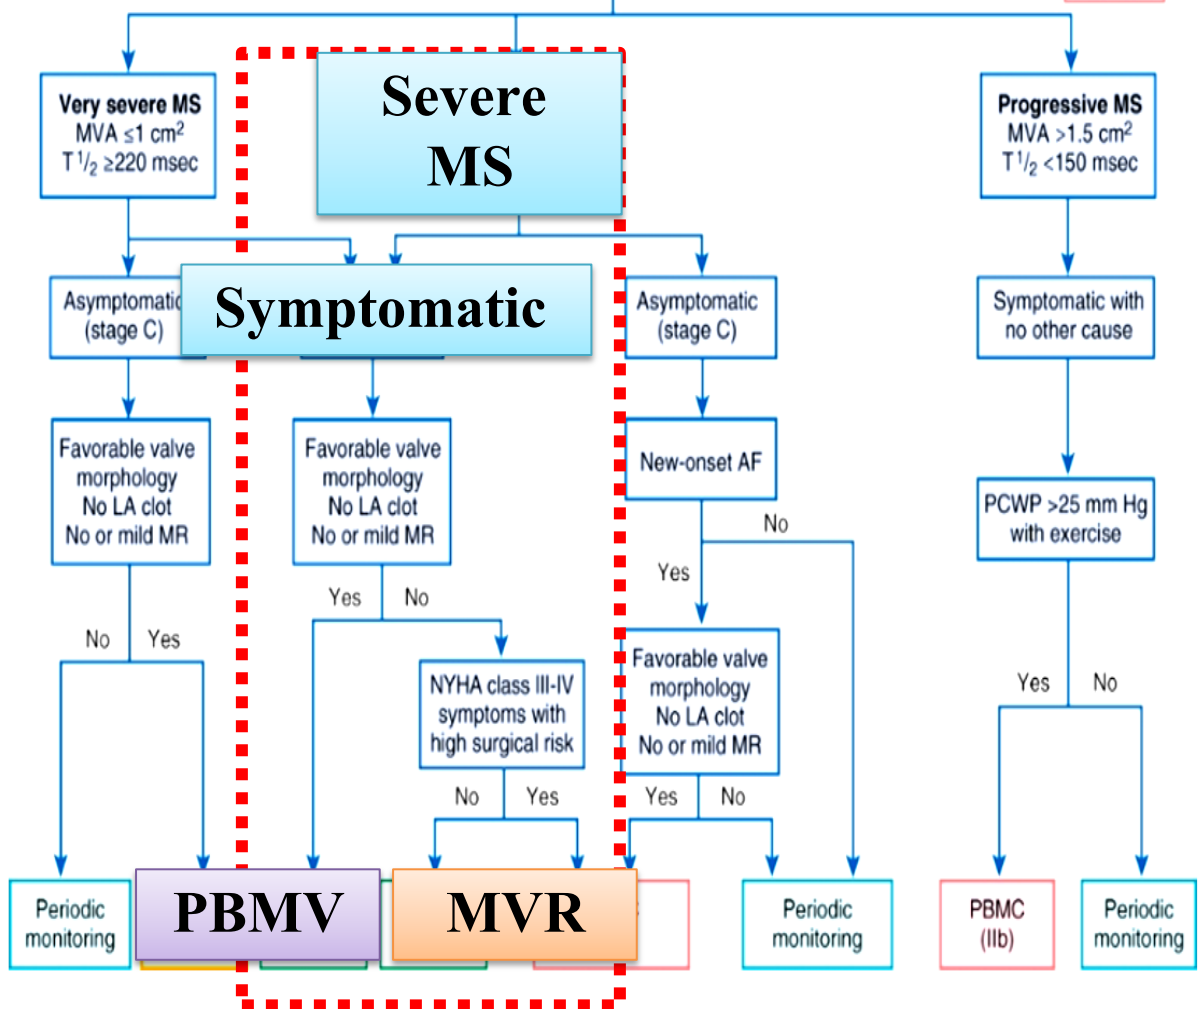 Very severe MS
MVA ≤1 cm²
T ¹/₂ ≥220 msec
Severe
MS
Progressive MS
MVA >1.5 cm²
T ¹/₂ <150 msec
Asymptomatic
(stage C)
Symptomatic
Asymptomatic
(stage C)
Symptomatic with
no other cause
Favorable valve
morphology
No LA clot
No or mild MR
Favorable valve
morphology
No LA clot
No or mild MR
New-onset AF
PCWP >25 mm Hg
with exercise
No
Yes
Yes
No
Yes
No
Favorable valve
morphology
No LA clot
No or mild MR
NYHA class III-IV
symptoms with
high surgical risk
Yes
No
No
Yes
Yes
No
Periodic
monitoring
PBMV
MVR
Periodic
monitoring
PBMC
(IIb)
Periodic
monitoring